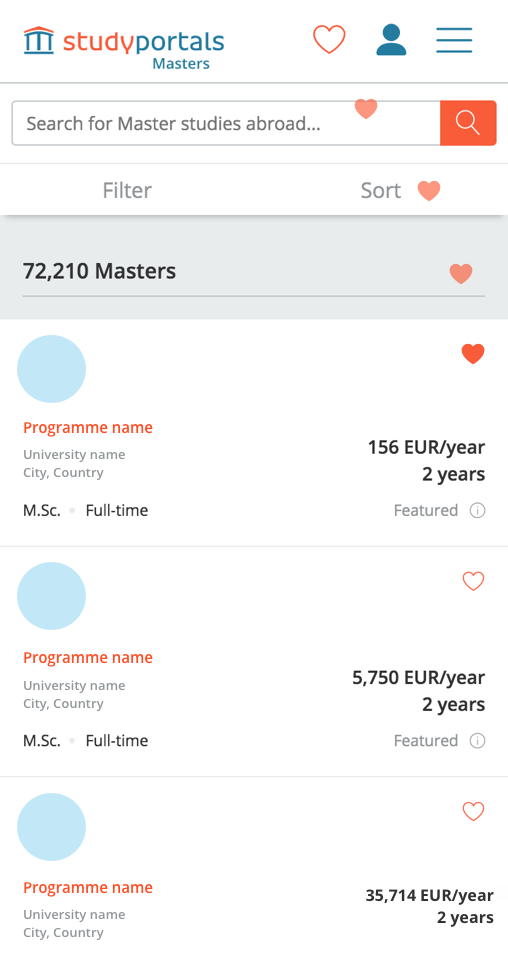 studyportals
Masters
Search for Master studies abroad...
Filter
Sort
72,210 Masters
Programme name
University name
City, Country
156 EUR/year
2 years
M.Sc. Full-time
Featured
Programme name
University name
City, Country
5,750 EUR/year
2 years
M.Sc. Full-time
Featured
Programme name
University name
City, Country
35,714 EUR/year
2 years